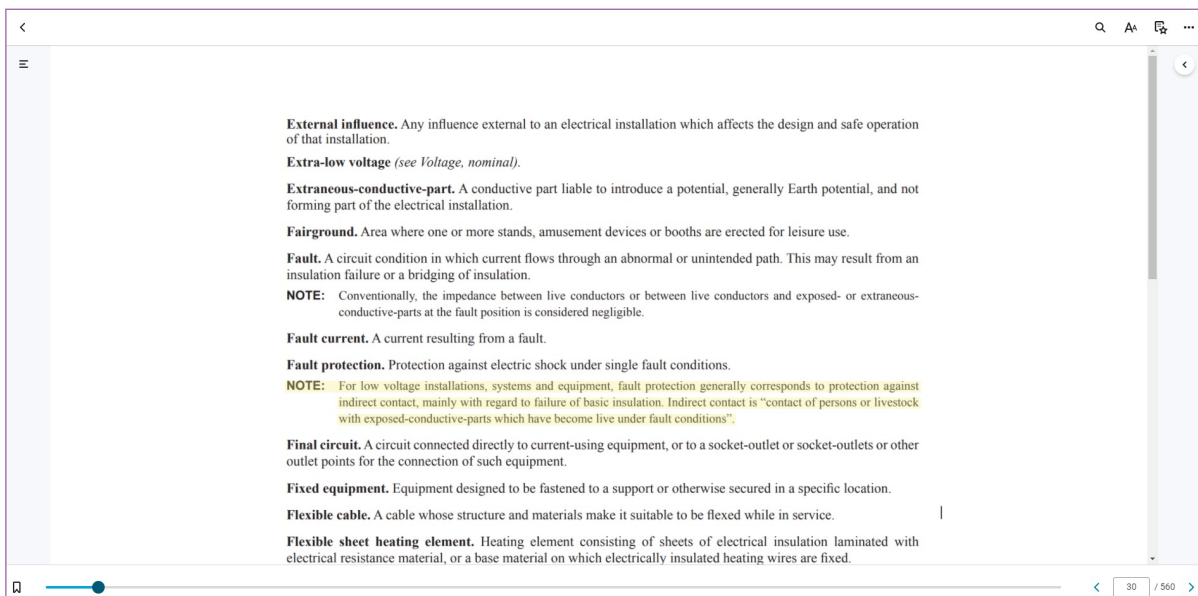 External influence. Any influence external to an electrical installation which affects the design and safe operation
of that installation.
Extra-low voltage (see Voltage, nominal).
Extraneous-conductive-part. A conductive part liable to introduce a potential, generally Earth potential, and not
forming part of the electrical installation.
Fairground. Area where one or more stands, amusement devices or booths are erected for leisure use.
Fault. A circuit condition in which current flows through an abnormal or unintended path. This may result from an
insulation failure or a bridging of insulation.
NOTE: Conventionally, the impedance between live conductors or between live conductors and exposed- or extraneous-
conductive-parts at the fault position is considered negligible.
Fault current. A current resulting from a fault.
Fault protection. Protection against electric shock under single fault conditions.
NOTE: For low voltage installations, systems and equipment, fault protection generally corresponds to protection against
indirect contact, mainly with regard to failure of basic insulation. Indirect contact is “contact of persons or livestock
with exposed-conductive-parts which have become live under fault conditions”.
Final circuit. A circuit connected directly to current-using equipment, or to a socket-outlet or socket-outlets or other
outlet points for the connection of such equipment.
Fixed equipment. Equipment designed to be fastened to a support or otherwise secured in a specific location.
Flexible cable. A cable whose structure and materials make it suitable to be flexed while in service.
Flexible sheet heating element. Heating element consisting of sheets of electrical insulation laminated with
electrical resistance material, or a base material on which electrically insulated heating wires are fixed.
30 / 560